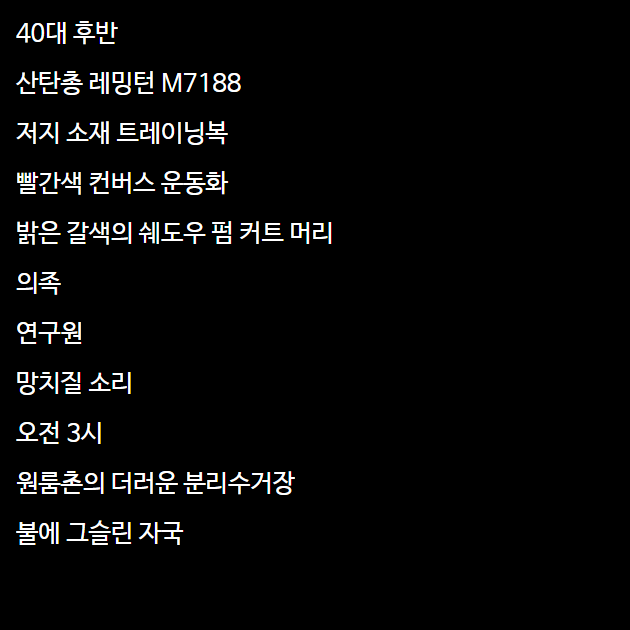 40대 후반
산탄총 레밍턴 M7188
저지 소재 트레이닝복
빨간색 컨버스 운동화
밝은 갈색의 쉐도우 펌 커트 머리
의족
연구원
망치질 소리
오전 3시
원룸촌의 더러운 분리수거장
불에 그슬린 자국